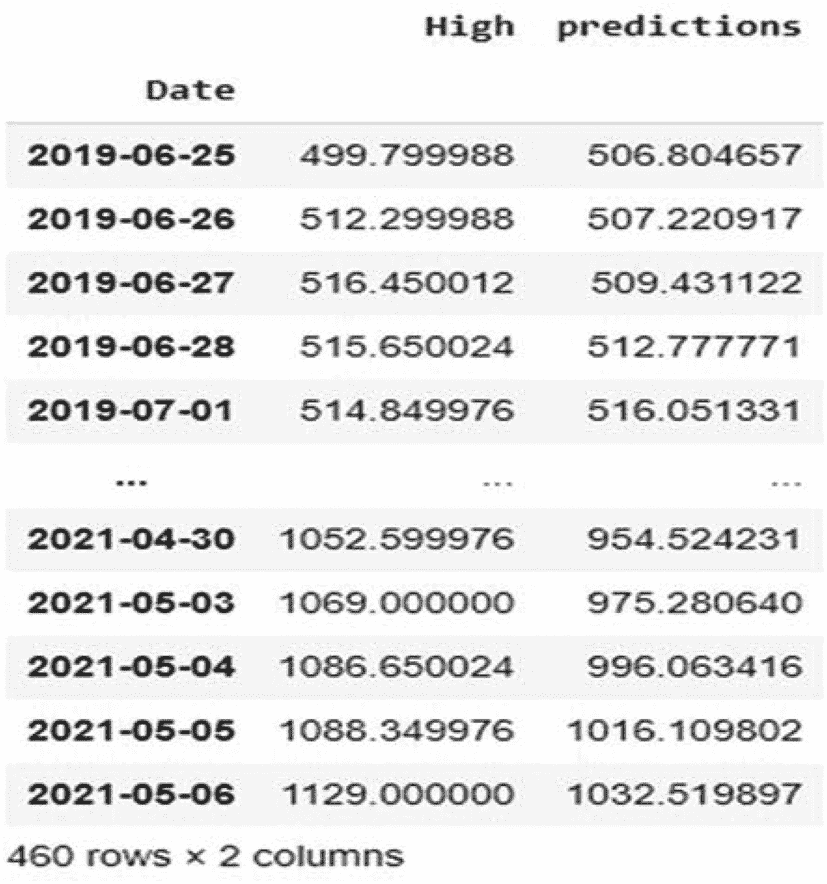 High predictions
Date
2019-06-25 499.799988 506.804657
2019-06-26 512.299988 507.220917
2019-06-27 516.450012 509.431122
2019-06-28 515.650024 512.777771
2019-07-01 514.849976 516.051331
... ... ...
2021-04-30 1052.599976 954.524231
2021-05-03 1069.000000 975.280640
2021-05-04 1086.650024 996.063416
2021-05-05 1088.349976 1016.109802
2021-05-06 1129.000000 1032.519897
460 rows × 2 columns